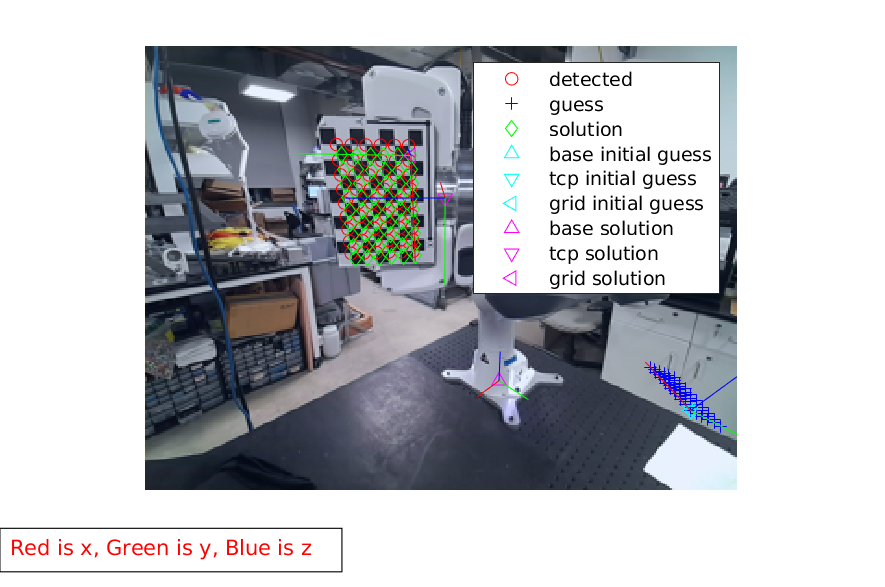 detected
guess
solution
base initial guess
tcp initial guess
grid initial guess
base solution
tcp solution
grid solution
Red is x, Green is y, Blue is z